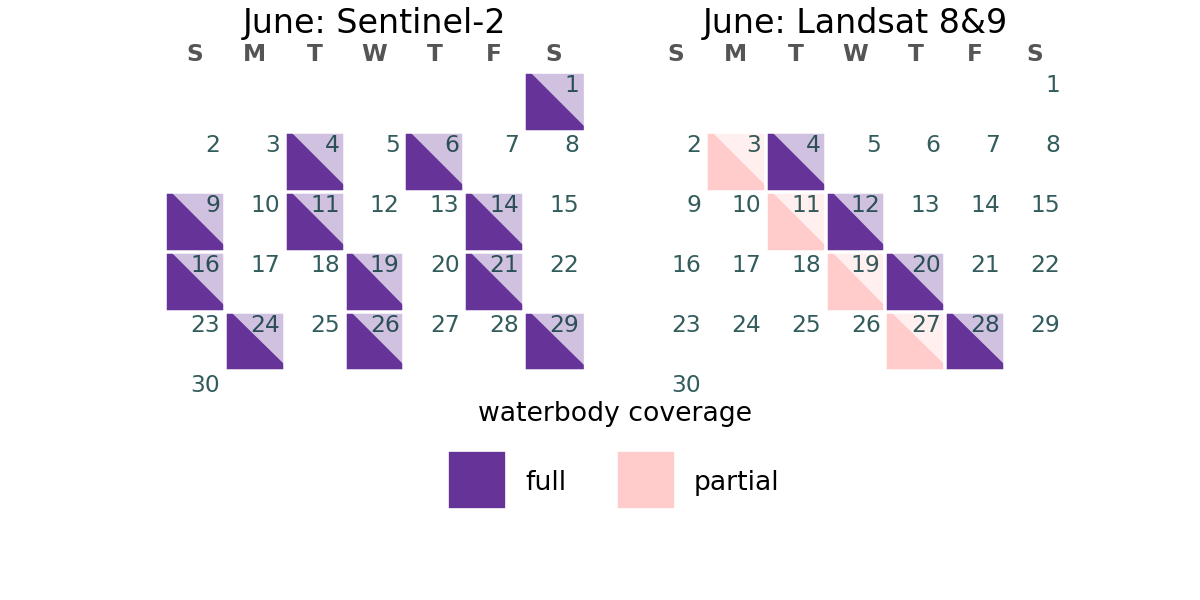 June: Sentinel-2
S M T W T F S
1
2 3 4 5 6 7 8
9 10 11 12 13 14 15
16 17 18 19 20 21 22
23 24 25 26 27 28 29
30
June: Landsat 8&9
S M T W T F S
1
2 3 4 5 6 7 8
9 10 11 12 13 14 15
16 17 18 19 20 21 22
23 24 25 26 27 28 29
30
waterbody coverage
full
partial